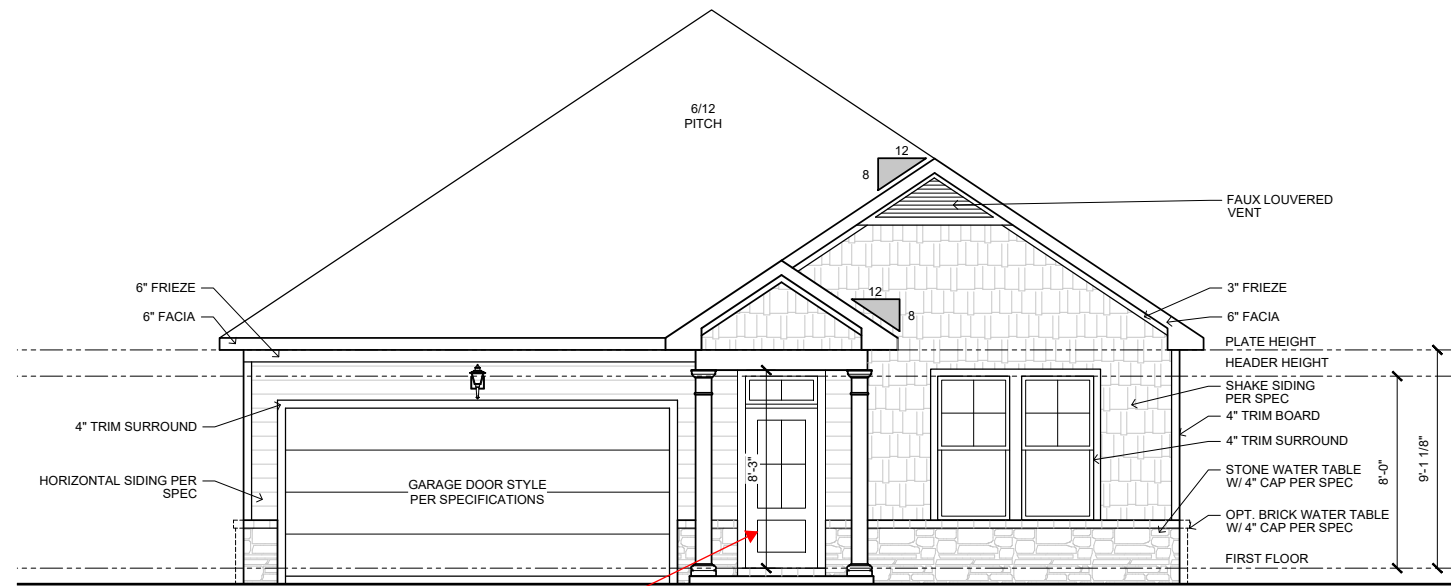 6/12
PITCH
12
8
FAUX LOUVERED
VENT
6" FRIEZE
6" FACIA
12
8
3" FRIEZE
6" FACIA
PLATE HEIGHT
HEADER HEIGHT
SHAKE SIDING
PER SPEC
4" TRIM BOARD
4" TRIM SURROUND
4" TRIM SURROUND
STONE WATER TABLE
W/ 4" CAP PER SPEC
HORIZONTAL SIDING PER
SPEC
GARAGE DOOR STYLE
PER SPECIFICATIONS
8'-3"
8'-0"
9'-1 1/8"
OPT. BRICK WATER TABLE
W/ 4" CAP PER SPEC
FIRST FLOOR